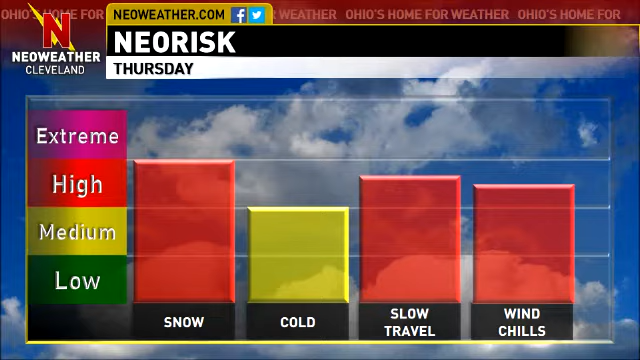 OHIO'S HOME FOR WEATHER OHIO'S HOME FOR WEATHER OHIO'S HOME FOR
NEOWEATHER.COM
N
NEOWEATHER
CLEVELAND
NEORISK
THURSDAY
Extreme
High
Medium
Low
SNOW
COLD
SLOW
TRAVEL
WIND
CHILLS